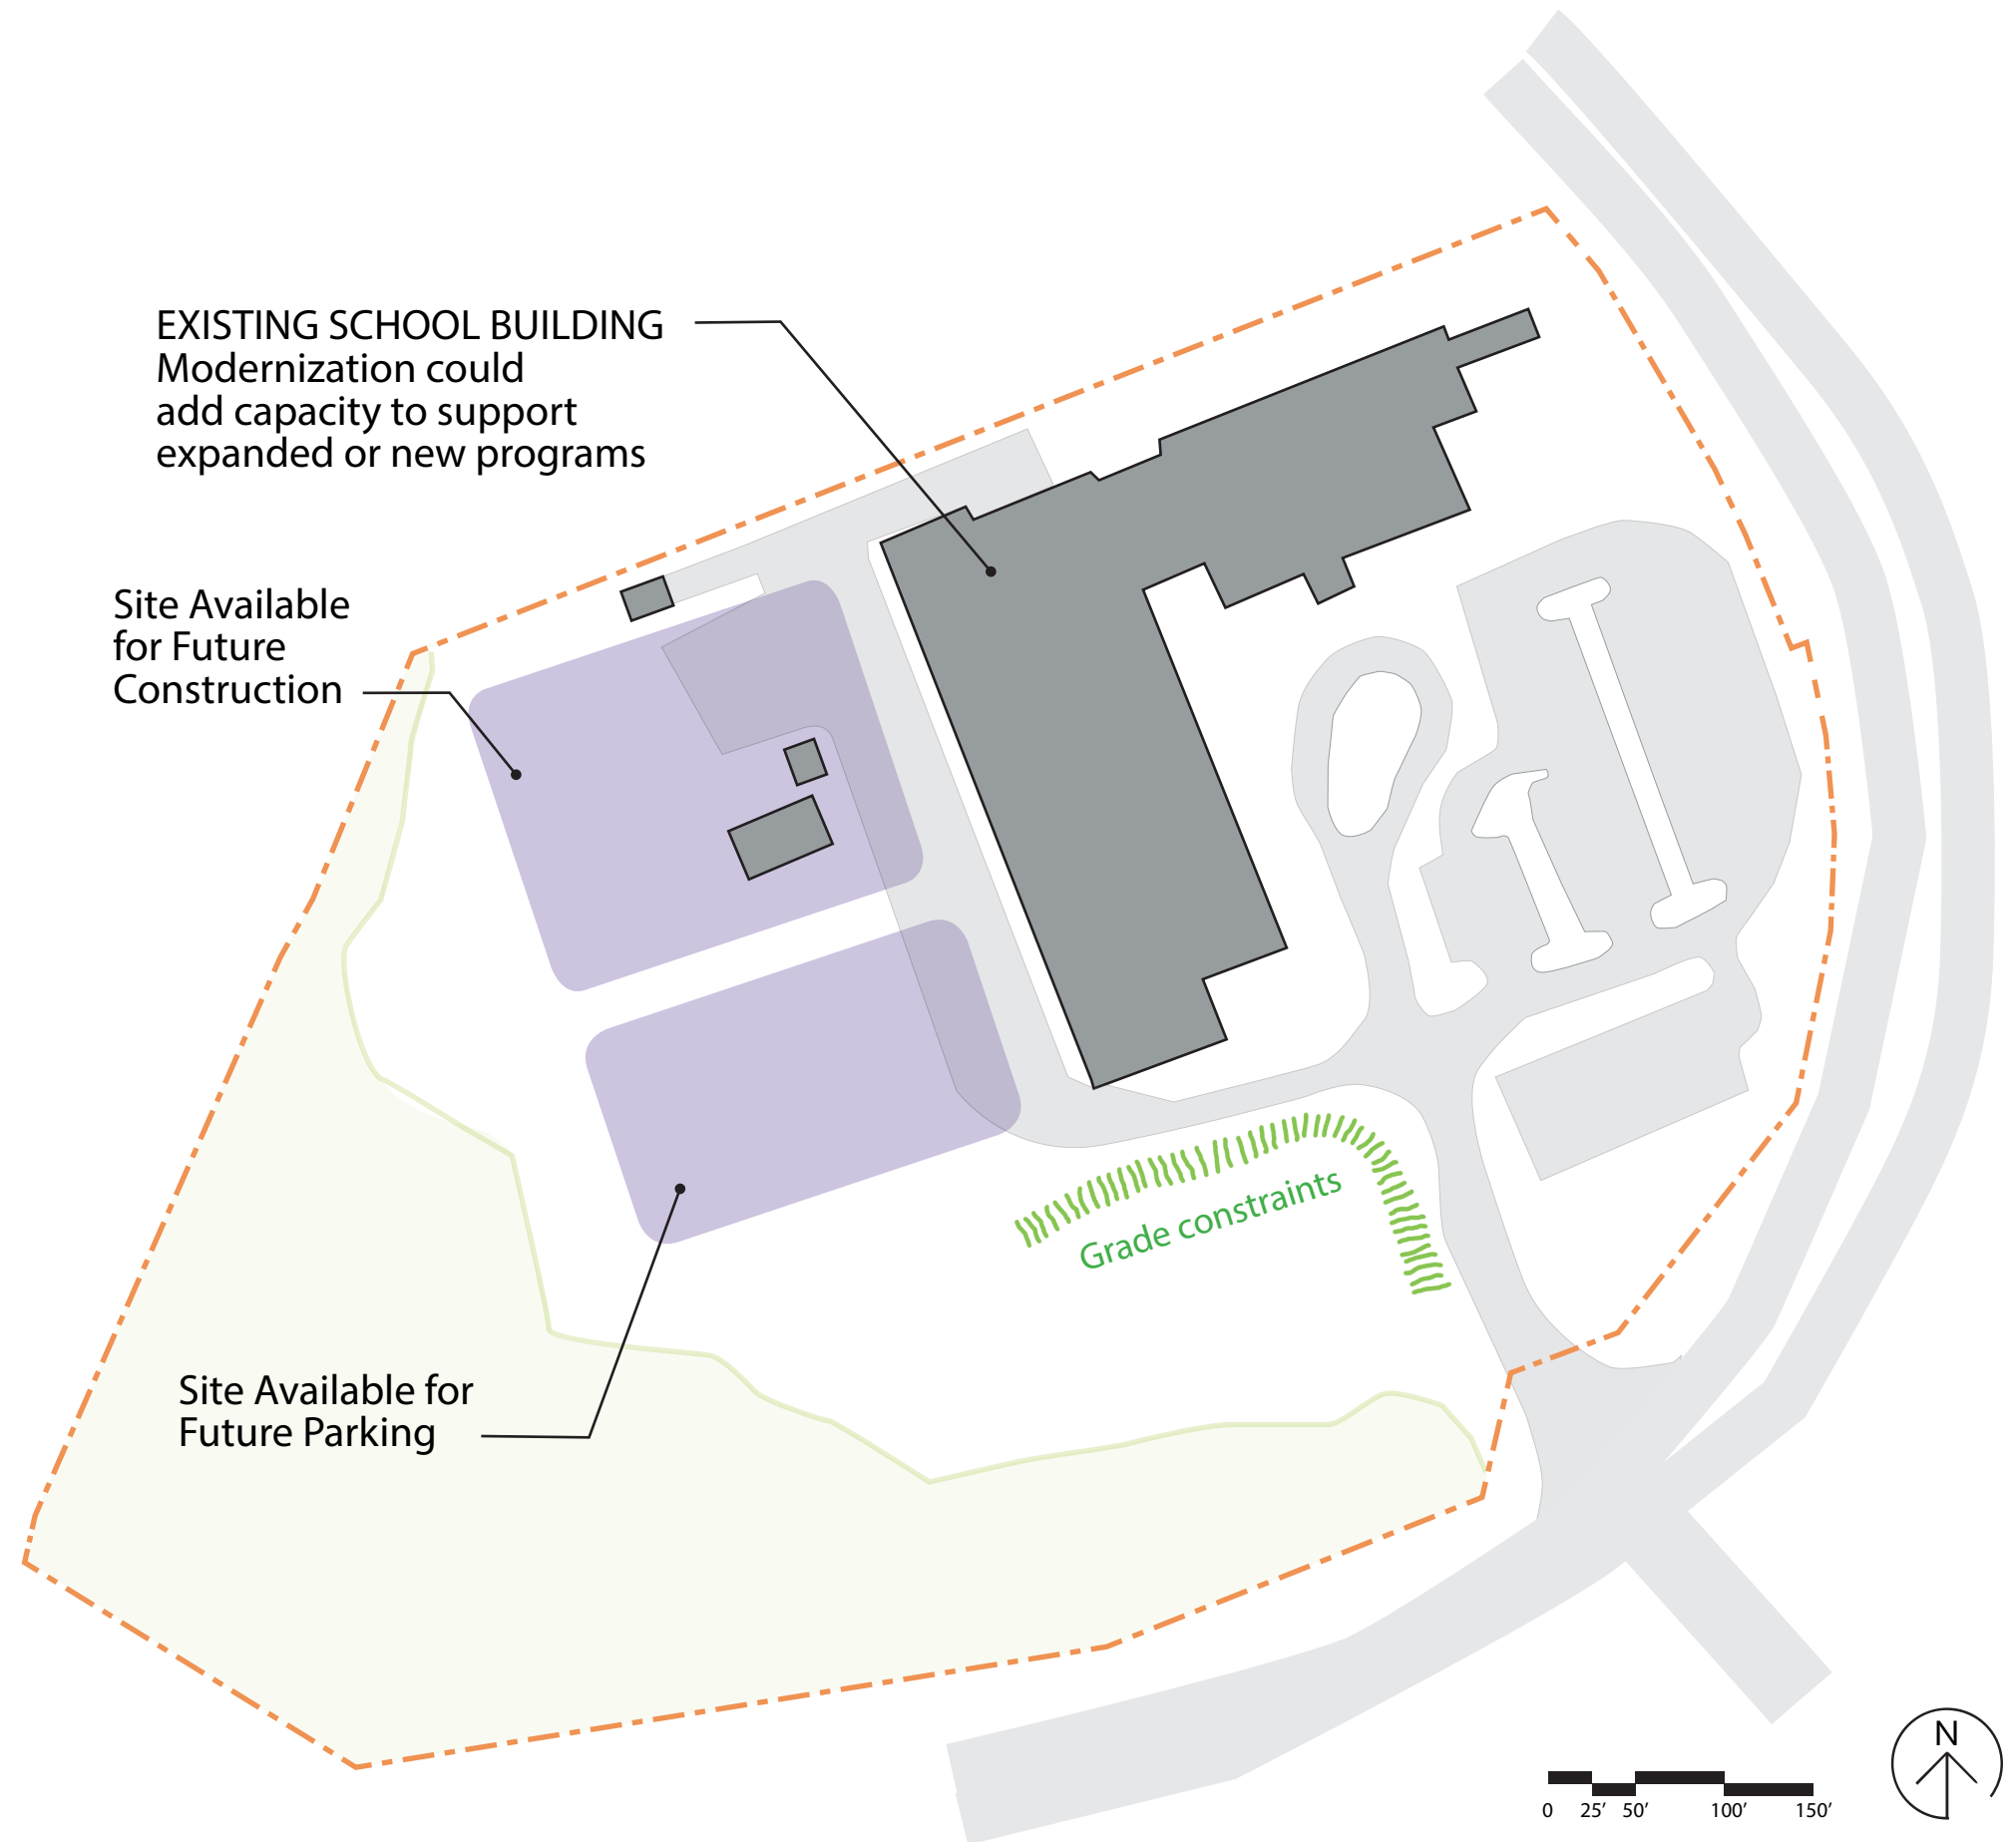 EXISTING SCHOOL BUILDING
Modernization could
add capacity to support
expanded or new programs
Site Available
for Future
Construction
Grade constraints
Site Available for
Future Parking
N
0 25’ 50’ 100’ 150’